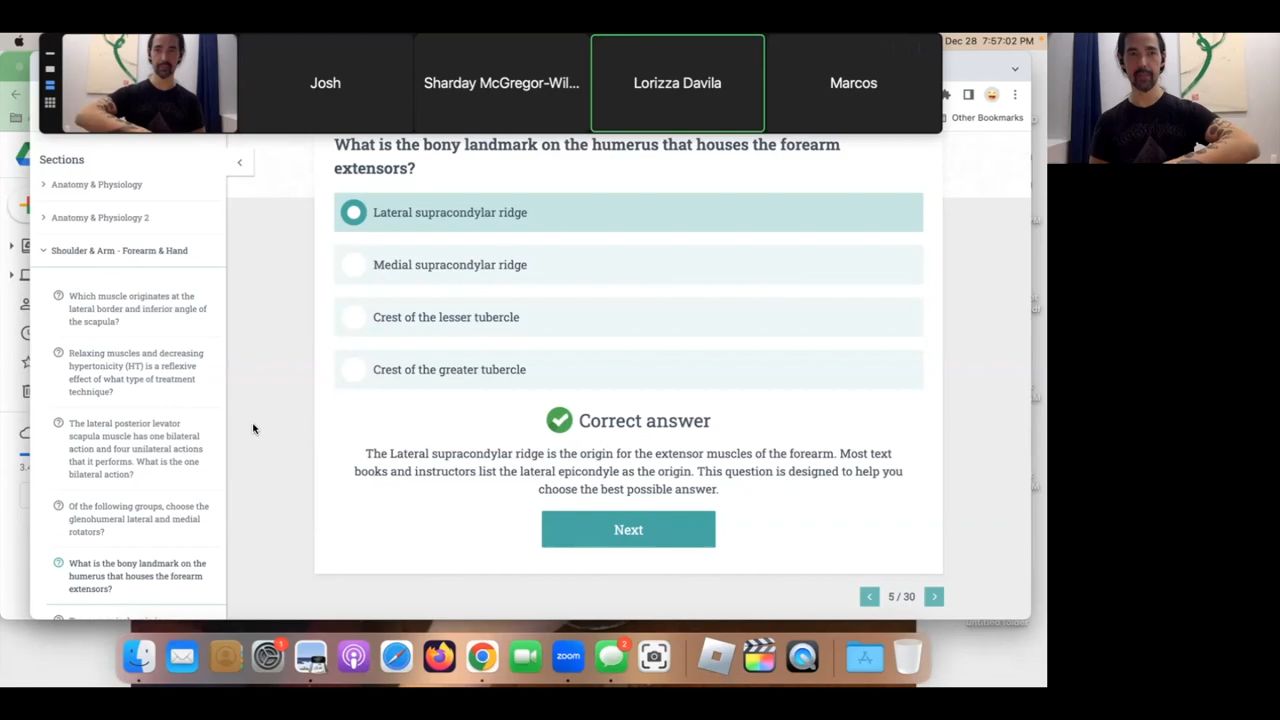 Dec 28 7:57:02 PM
Josh
Sharday McGregor-Wil...
Lorizza Davila
Marcos
Other Bookmarks
Sections
Anatomy & Physiology
Anatomy & Physiology 2
Shoulder & Arm - Forearm & Hand
Which muscle originates at the
lateral border and inferior angle of
the scapula?
Relaxing muscles and decreasing
hypertonicity (HT) is a reflexive
effect of what type of treatment
technique?
The lateral posterior levator
scapula muscle has one bilateral
action and four unilateral actions
that it performs. What is the one
bilateral action?
Of the following groups, choose the
glenohumeral lateral and medial
rotators?
What is the bony landmark on the
humerus that houses the forearm
extensors?
What is the bony landmark on the humerus that houses the forearm
extensors?
Lateral supracondylar ridge
Medial supracondylar ridge
Crest of the lesser tubercle
Crest of the greater tubercle
Correct answer
The Lateral supracondylar ridge is the origin for the extensor muscles of the forearm. Most text
books and instructors list the lateral epicondyle as the origin. This question is designed to help you
choose the best possible answer.
Next
5 / 30
untitled folder
3.4
1
zoom
2